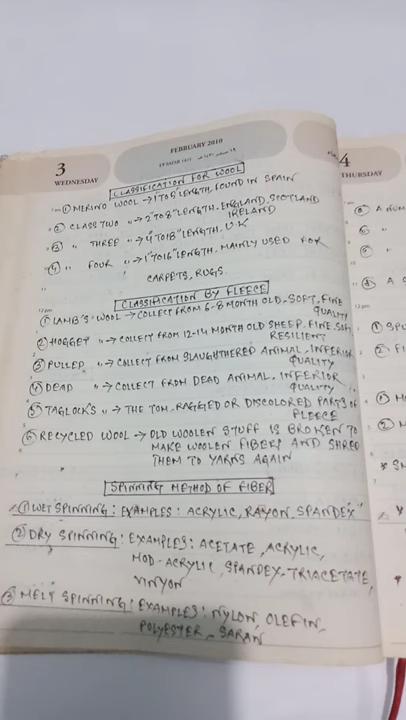 FEBRUARY 2010
3
WEDNESDAY
4
THURSDAY
CLASSIFICATION FOR WOOL
① MERINO WOOL → 1" TO 5" LENGTH, FOUND IN SPAIN
② CLASS TWO " → 2" TO 8" LENGTH - ENGLAND, SCOTLAND
IRELAND
③ " THREE " → 4" TO 18" LENGTH, U.K
④ " FOUR " → 1" TO 16" LENGTH, MAINLY USED FOR
CARPETS, RUGS.
CLASSIFICATION BY FLEECE
① LAMB'S WOOL → COLLECT FROM 6-8 MONTH OLD, SOFT, FINE
QUALITY
② HOGGET " → COLLECT FROM 12-14 MONTH OLD SHEEP. FINE, SOFT
RESILIENT
③ PULLED " → COLLECT FROM SLAUGHTHERED ANIMAL, INFERIOR
QUALITY
④ DEAD " → COLLECT FROM DEAD ANIMAL, INFERIOR
QUALITY
⑤ TAGLOCKS " → THE TORN, RAGGED OR DISCOLORED PARTS OF
FLEECE
⑥ RECYCLED WOOL → OLD WOOLEN STUFF IS BROKEN TO
MAKE WOOLEN FIBERS AND SHRED
THEM TO YARNS AGAIN
SPINNING METHOD OF FIBER
① WET SPINNING: EXAMPLES: ACRYLIC, RAYON, SPANDEX
② DRY SPINNING: EXAMPLES: ACETATE, ACRYLIC,
MOD-ACRYLIC, SPANDEX, TRIACETATE,
VINYON
③ MELT SPINNING: EXAMPLES: NYLON, OLEFIN,
POLYESTER, SARAN